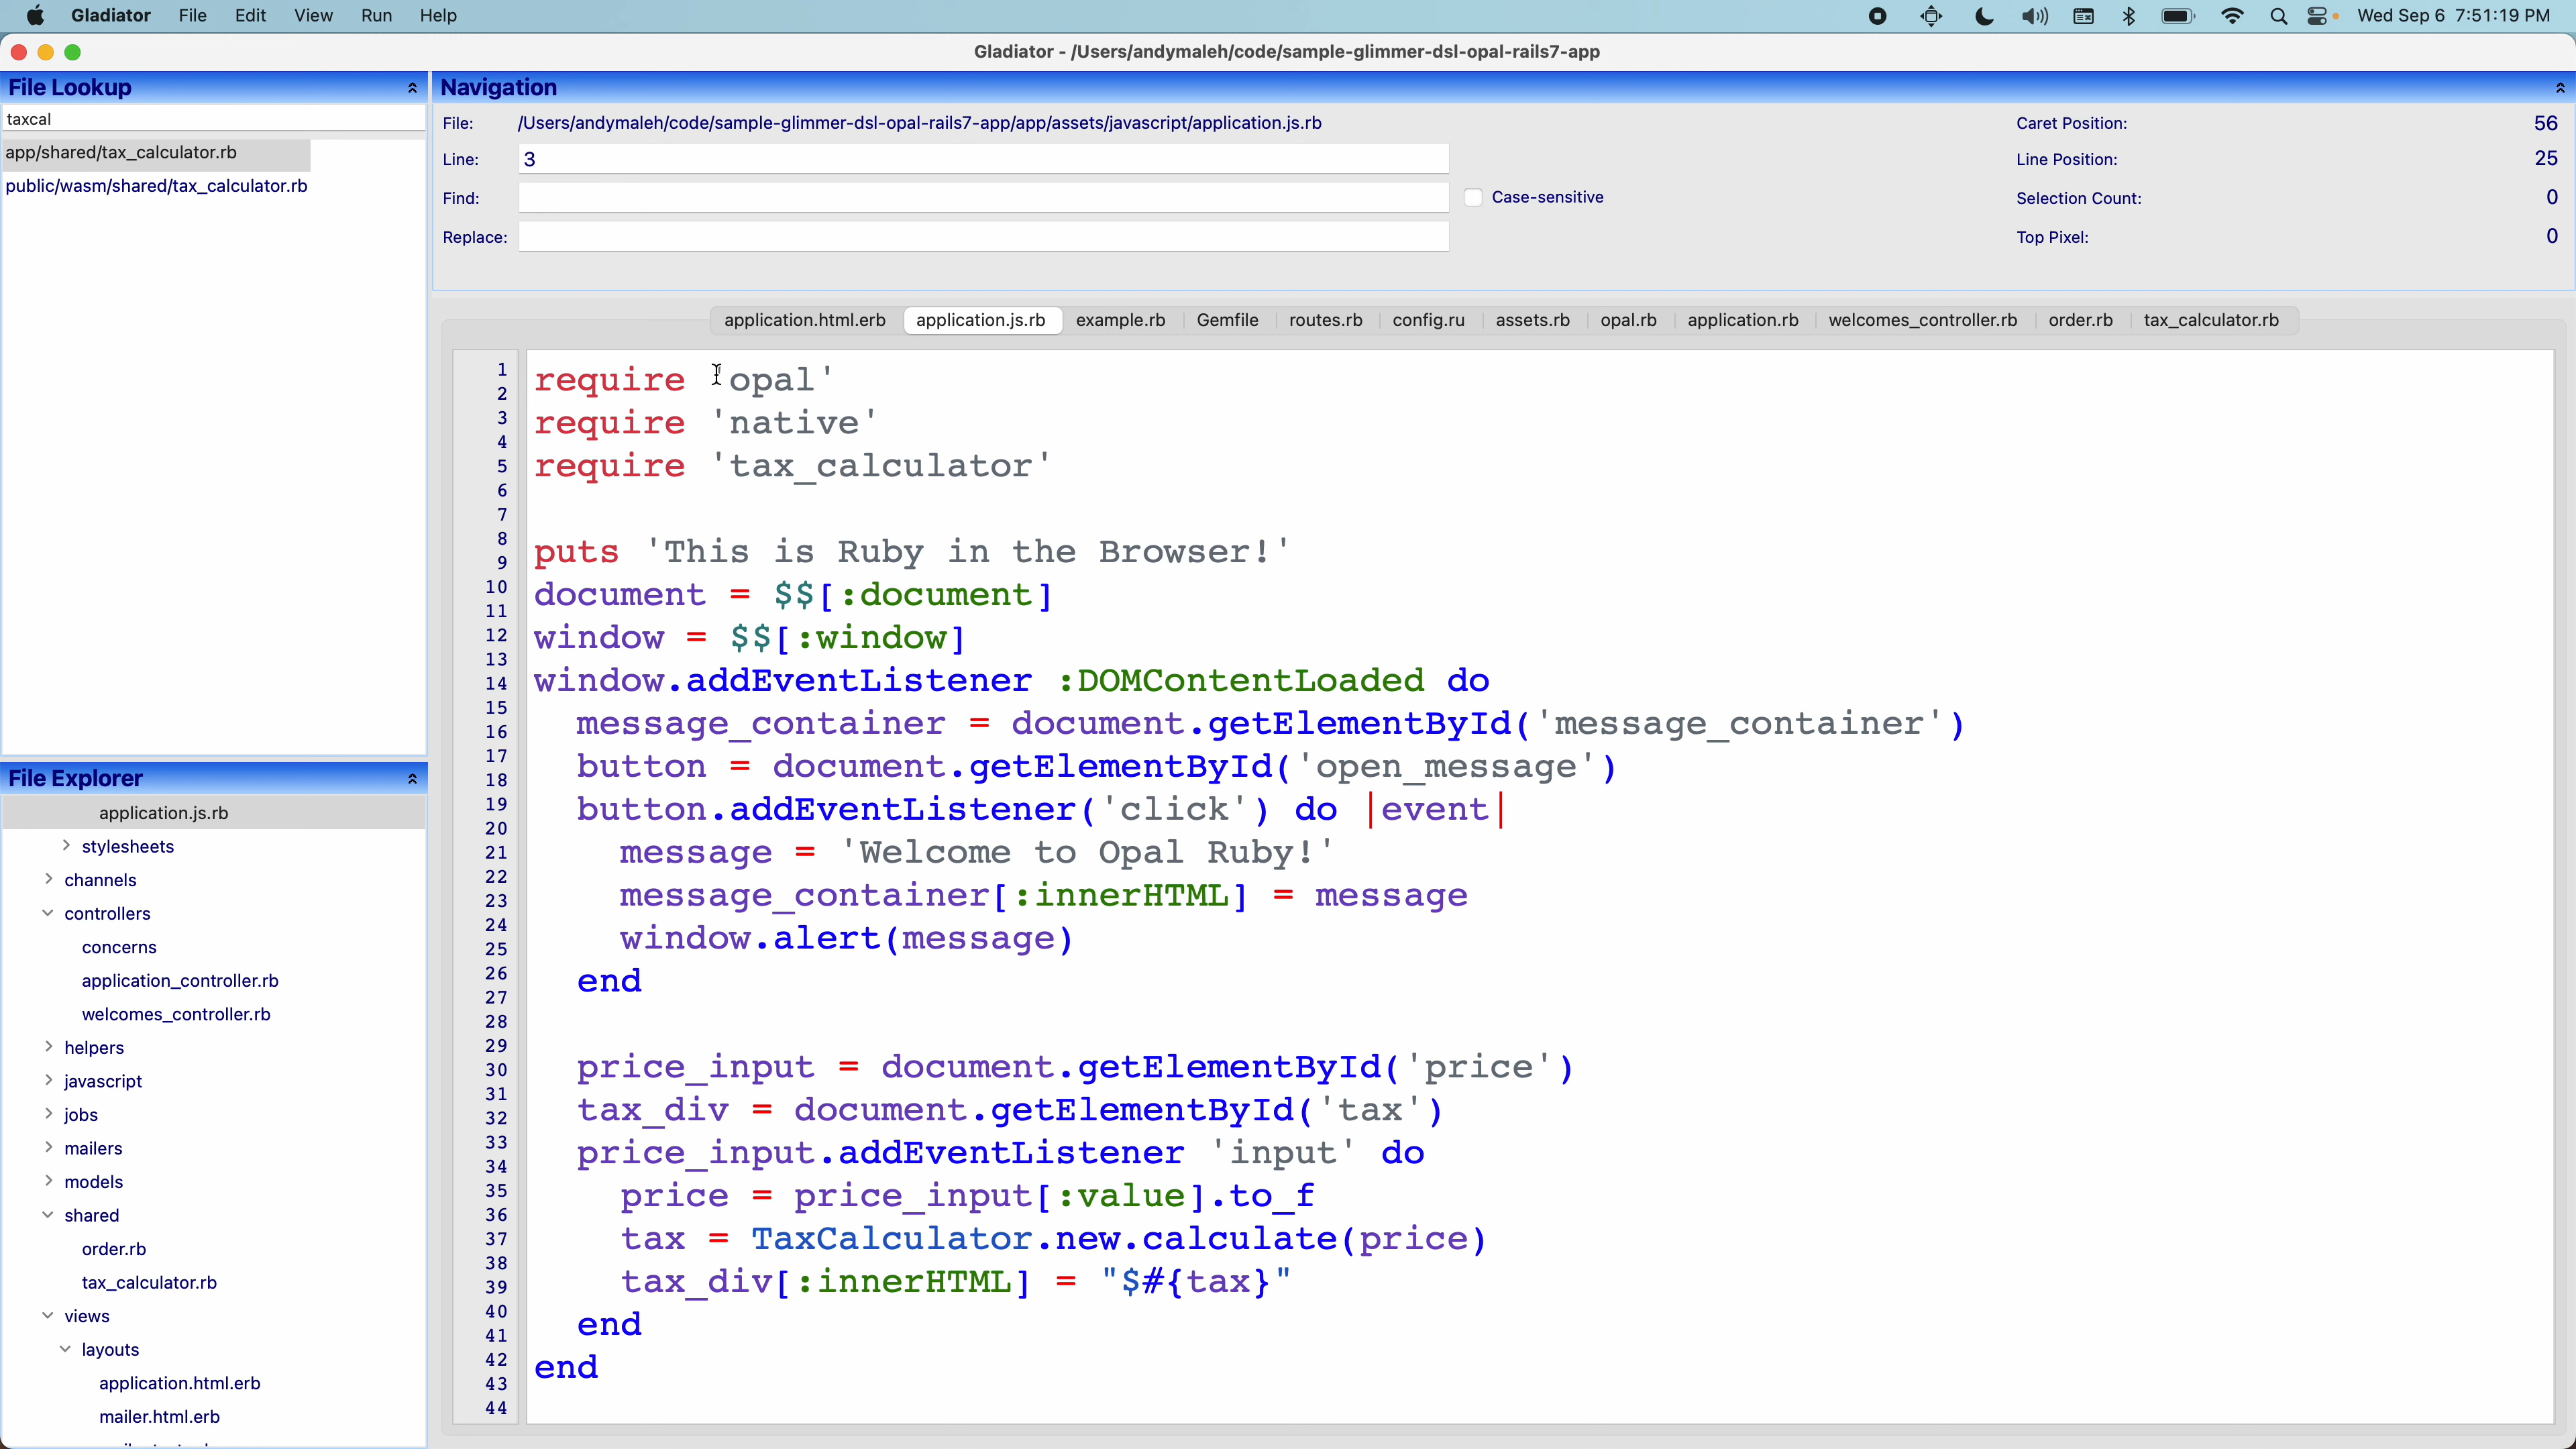 Gladiator File Edit View Run Help
Wed Sep 6 7:51:19 PM
Gladiator - /Users/andymaleh/code/sample-glimmer-dsl-opal-rails7-app
File Lookup
taxcal
app/shared/tax_calculator.rb
public/wasm/shared/tax_calculator.rb
Navigation
File: /Users/andymaleh/code/sample-glimmer-dsl-opal-rails7-app/app/assets/javascript/application.js.rb
Caret Position: 56
Line: 3
Line Position: 25
Find:
Case-sensitive
Selection Count: 0
Replace:
Top Pixel: 0
application.html.erb application.js.rb example.rb Gemfile routes.rb config.ru assets.rb opal.rb application.rb welcomes_controller.rb order.rb tax_calculator.rb
1
2
3
4
5
6
7
8
9
10
11
12
13
14
15
16
17
18
19
20
21
22
23
24
25
26
27
28
29
30
31
32
33
34
35
36
37
38
39
40
41
42
43
44
require 'opal'
require 'native'
require 'tax_calculator'
puts 'This is Ruby in the Browser!'
document = $$[:document]
window = $$[:window]
window.addEventListener :DOMContentLoaded do
  message_container = document.getElementById('message_container')
  button = document.getElementById('open_message')
  button.addEventListener('click') do |event|
    message = 'Welcome to Opal Ruby!'
    message_container[:innerHTML] = message
    window.alert(message)
  end
  price_input = document.getElementById('price')
  tax_div = document.getElementById('tax')
  price_input.addEventListener 'input' do
    price = price_input[:value].to_f
    tax = TaxCalculator.new.calculate(price)
    tax_div[:innerHTML] = "$#{tax}"
  end
end
File Explorer
application.js.rb
stylesheets
channels
controllers
concerns
application_controller.rb
welcomes_controller.rb
helpers
javascript
jobs
mailers
models
shared
order.rb
tax_calculator.rb
views
layouts
application.html.erb
mailer.html.erb